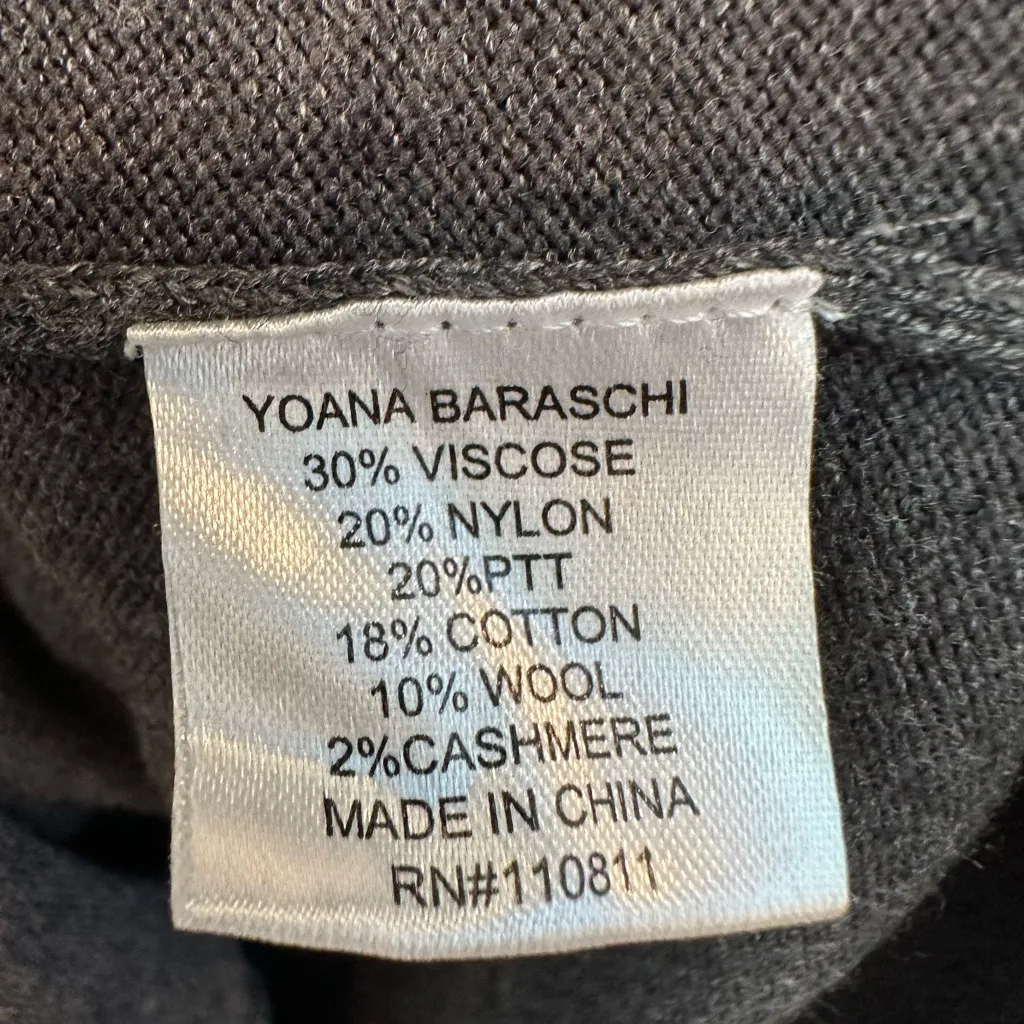 YOANA BARASCHI
30% VISCOSE
20% NYLON
20%PTT
18% COTTON
10% WOOL
2%CASHMERE
MADE IN CHINA
RN#110811